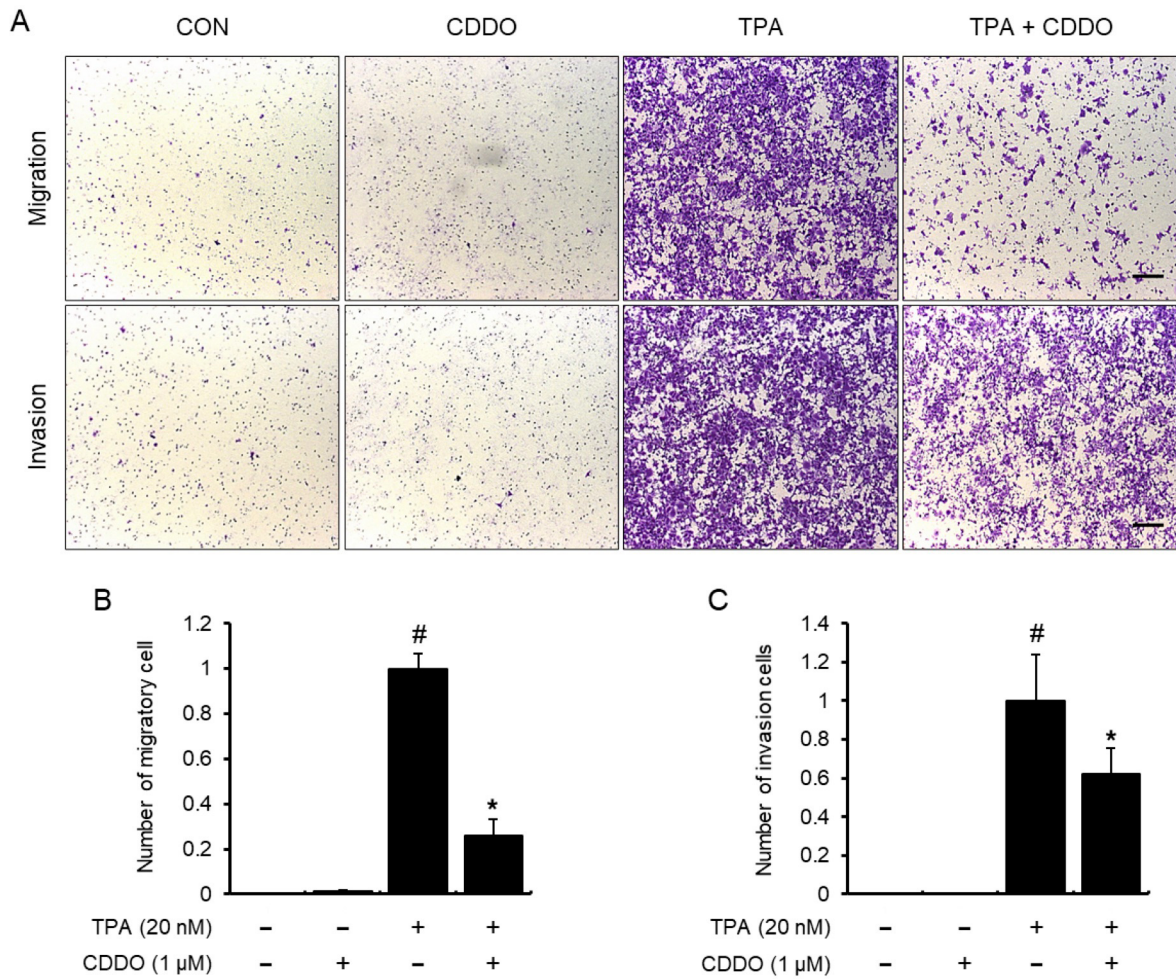 A
CON CDDO TPA TPA + CDDO
Migration
Invasion
B
Number of migratory cell
1.2
1
0.8
0.6
0.4
0.2
0
#
*
TPA (20 nM) – – + +
CDDO (1 µM) – + – +
C
Number of invasion cells
1.4
1.2
1
0.8
0.6
0.4
0.2
0
#
*
TPA (20 nM) – – + +
CDDO (1 µM) – + – +